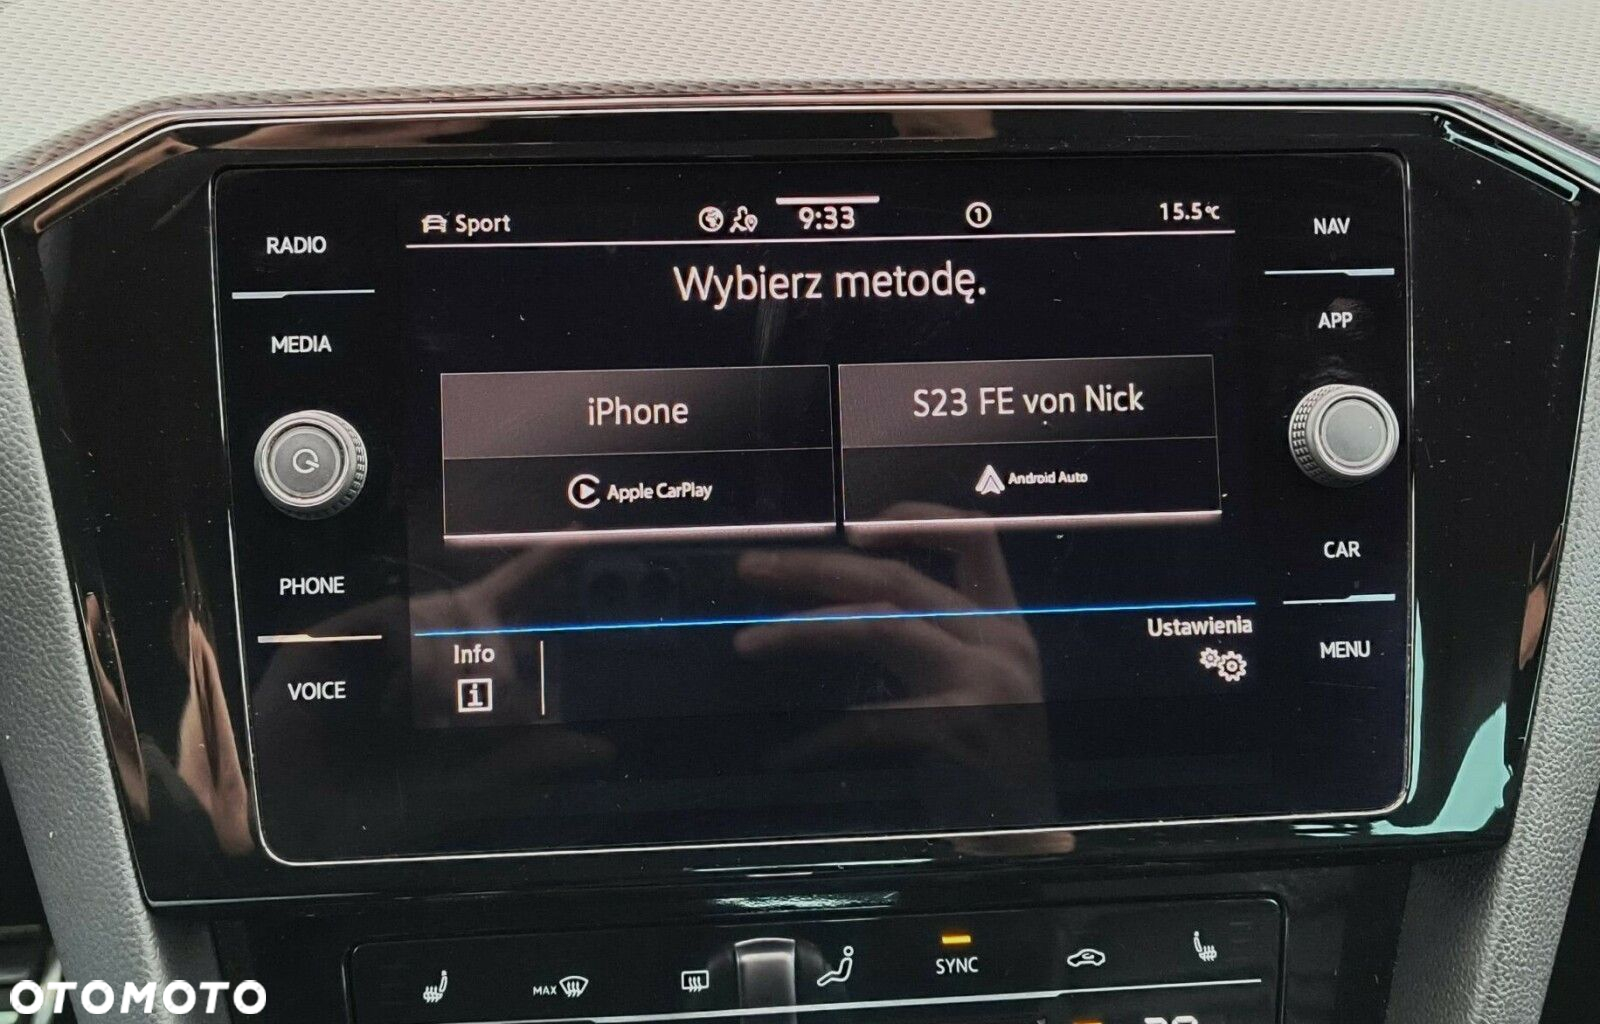 Sport
9:33
1
15.5°C
RADIO
MEDIA
PHONE
VOICE
NAV
APP
CAR
MENU
Wybierz metodę.
iPhone
Apple CarPlay
S23 FE von Nick
Android Auto
Info
i
Ustawienia
MAX
SYNC
OTOMOTO